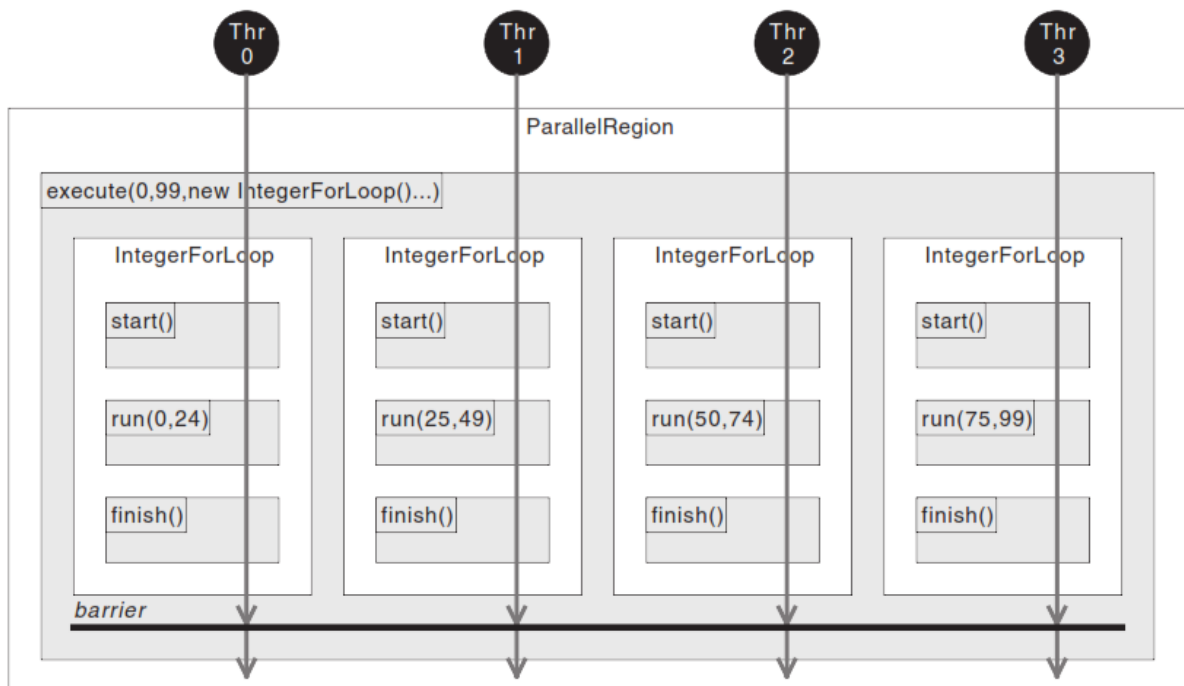 Thr
0
Thr
1
Thr
2
Thr
3
ParallelRegion
execute(0,99,new IntegerForLoop()...)
IntegerForLoop
IntegerForLoop
IntegerForLoop
IntegerForLoop
start()
start()
start()
start()
run(0,24)
run(25,49)
run(50,74)
run(75,99)
finish()
finish()
finish()
finish()
barrier